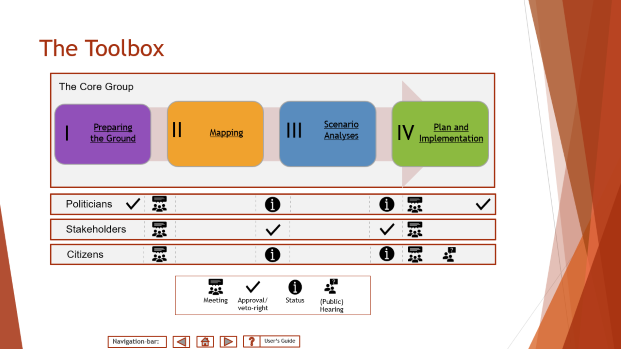 The Toolbox
The Core Group
I
Preparing
the Ground
II
Mapping
III
Scenario
Analyses
IV
Plan and
Implementation
Politicians
Stakeholders
Citizens
Meeting
Approval/
veto-right
Status
(Public)
Hearing
Navigation-bar:
? User's Guide